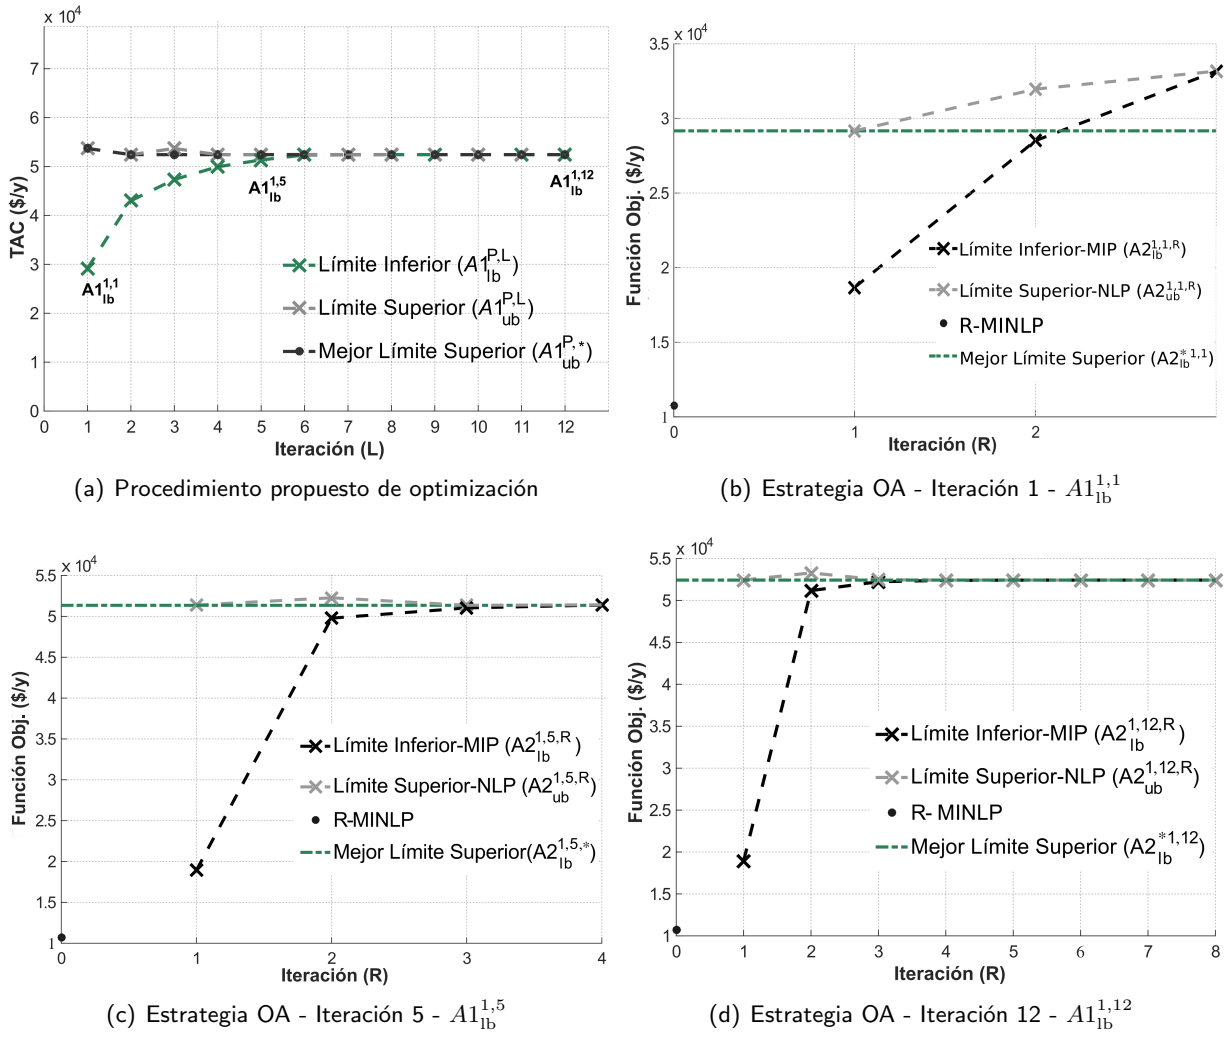 x 10⁴
7
6
5
4
3
2
1
0
TAC ($/y)
A1 lb 1,1
A1 lb 1,5
A1 lb 1,12
Límite Inferior (A1 lb P,L)
Límite Superior (A1 ub P,L)
Mejor Límite Superior (A1 ub P,*)
0 1 2 3 4 5 6 7 8 9 10 11 12
Iteración (L)
(a) Procedimiento propuesto de optimización
x 10⁴
3.5
3
2.5
2
1.5
1
Función Obj. ($/y)
Límite Inferior-MIP (A2 lb 1,1,R)
Límite Superior-NLP (A2 ub 1,1,R)
R-MINLP
Mejor Límite Superior (A2 lb * 1,1)
0 1 2
Iteración (R)
(b) Estrategia OA - Iteración 1 - A1 lb 1,1
x 10⁴
5.5
5
4.5
4
3.5
3
2.5
2
1.5
1
Función Obj. ($/y)
Límite Inferior-MIP (A2 lb 1,5,R)
Límite Superior-NLP (A2 ub 1,5,R)
R-MINLP
Mejor Límite Superior(A2 lb 1,5,*)
0 1 2 3 4
Iteración (R)
(c) Estrategia OA - Iteración 5 - A1 lb 1,5
x 10⁴
5.5
5
4.5
4
3.5
3
2.5
2
1.5
1
Función Obj. ($/y)
Límite Inferior-MIP (A2 lb 1,12,R)
Límite Superior-NLP (A2 ub 1,12,R)
R- MINLP
Mejor Límite Superior (A2 lb *1,12)
0 1 2 3 4 5 6 7 8
Iteración (R)
(d) Estrategia OA - Iteración 12 - A1 lb 1,12